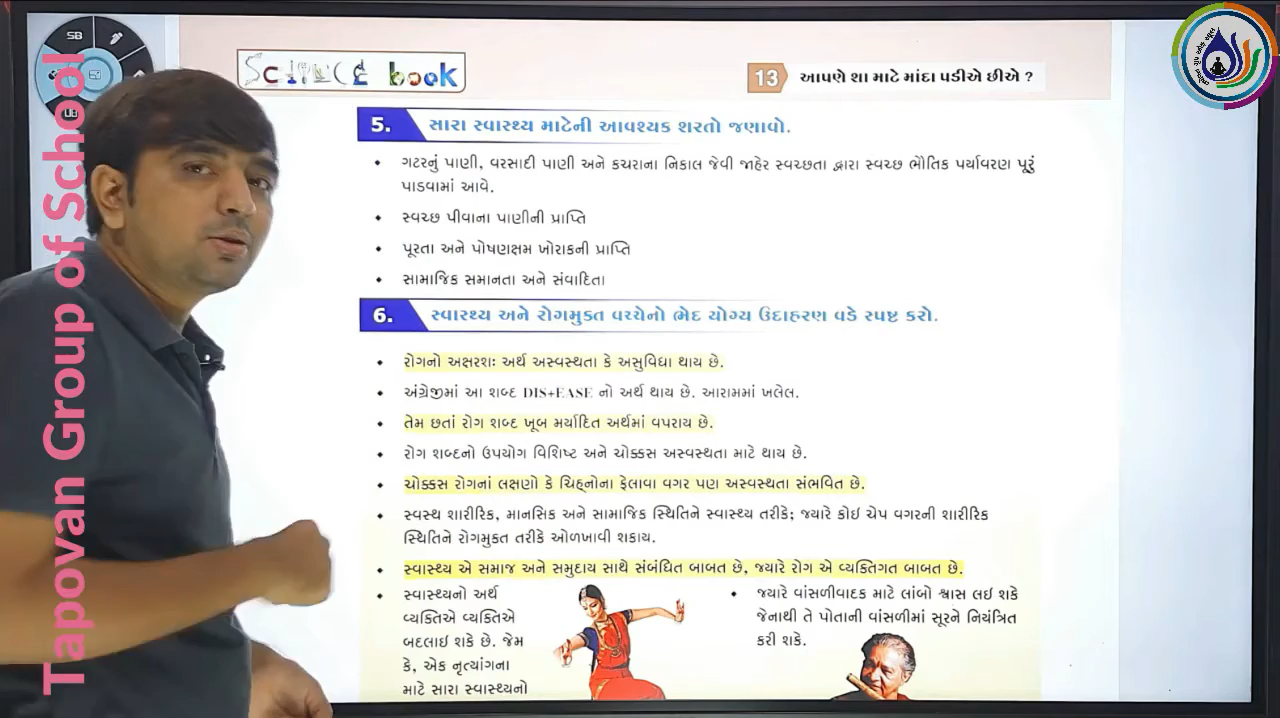 SB
Science book
13 આપણે શા માટે માંદા પડીએ છીએ ?
5. સારા સ્વાસ્થ્ય માટેની આવશ્યક શરતો જણાવો.
• ગટરનું પાણી, વરસાદી પાણી અને કચરાના નિકાલ જેવી જાહેર સ્વચ્છતા દ્વારા સ્વચ્છ ભૌતિક પર્યાવરણ પૂરું
પાડવામાં આવે.
• સ્વચ્છ પીવાના પાણીની પ્રાપ્તિ
• પૂરતા અને પોષણક્ષમ ખોરાકની પ્રાપ્તિ
• સામાજિક સમાનતા અને સંવાદિતા
6. સ્વાસ્થ્ય અને રોગમુક્ત વચ્ચેનો ભેદ યોગ્ય ઉદાહરણ વડે સ્પષ્ટ કરો.
• રોગનો અક્ષરશઃ અર્થ અસ્વસ્થતા કે અસુવિધા થાય છે.
• અંગ્રેજીમાં આ શબ્દ DIS+EASE નો અર્થ થાય છે. આરામમાં ખલેલ.
• તેમ છતાં રોગ શબ્દ ખૂબ મર્યાદિત અર્થમાં વપરાય છે.
• રોગ શબ્દનો ઉપયોગ વિશિષ્ટ અને ચોક્કસ અસ્વસ્થતા માટે થાય છે.
• ચોક્કસ રોગનાં લક્ષણો કે ચિહ્નોના ફેલાવા વગર પણ અસ્વસ્થતા સંભવિત છે.
• સ્વસ્થ શારીરિક, માનસિક અને સામાજિક સ્થિતિને સ્વાસ્થ્ય તરીકે; જ્યારે કોઇ ચેપ વગરની શારીરિક
સ્થિતિને રોગમુક્ત તરીકે ઓળખાવી શકાય.
• સ્વાસ્થ્ય એ સમાજ અને સમુદાય સાથે સંબંધિત બાબત છે, જ્યારે રોગ એ વ્યક્તિગત બાબત છે.
• સ્વાસ્થ્યનો અર્થ
વ્યક્તિએ વ્યક્તિએ
બદલાઇ શકે છે. જેમ
કે, એક નૃત્યાંગના
માટે સારા સ્વાસ્થ્યનો
• જ્યારે વાંસળીવાદક માટે લાંબો શ્વાસ લઇ શકે
જેનાથી તે પોતાની વાંસળીમાં સૂરને નિયંત્રિત
કરી શકે.
Tapovan Group of School